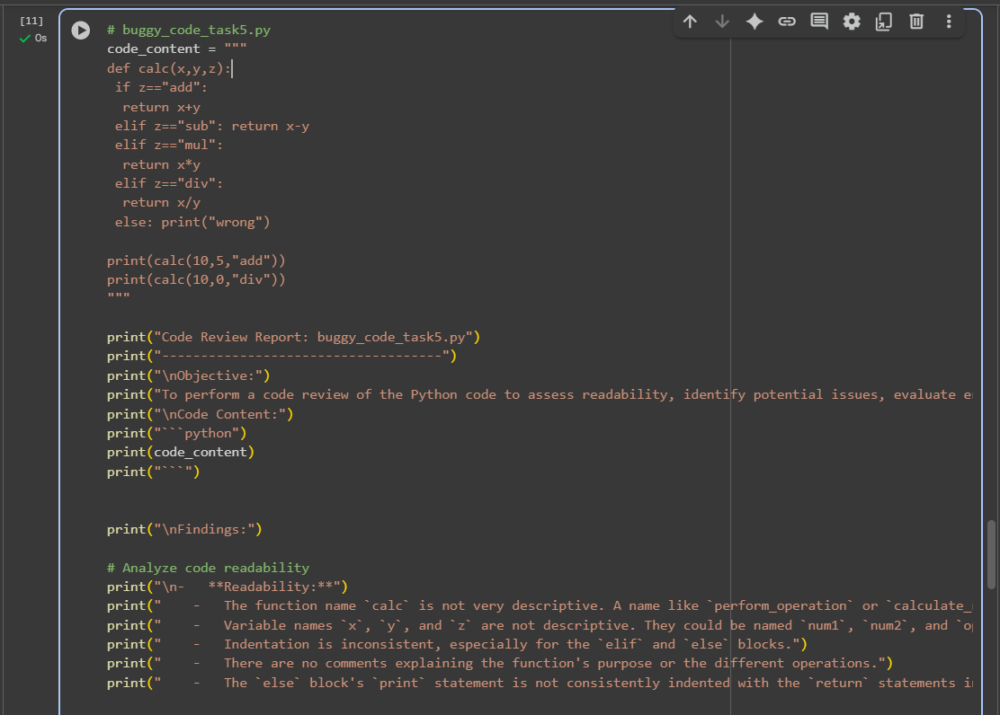 [11]
0s
# buggy_code_task5.py
code_content = """
def calc(x,y,z):
 if z=="add":
  return x+y
 elif z=="sub": return x-y
 elif z=="mul":
  return x*y
 elif z=="div":
  return x/y
 else: print("wrong")
print(calc(10,5,"add"))
print(calc(10,0,"div"))
"""
print("Code Review Report: buggy_code_task5.py")
print("------------------------------------")
print("\nObjective:")
print("To perform a code review of the Python code to assess readability, identify potential issues, evaluate
print("\nCode Content:")
print("```python")
print(code_content)
print("```")
print("\nFindings:")
# Analyze code readability
print("\n-   **Readability:**")
print("    -   The function name `calc` is not very descriptive. A name like `perform_operation` or `calculate_
print("    -   Variable names `x`, `y`, and `z` are not descriptive. They could be named `num1`, `num2`, and `op
print("    -   Indentation is inconsistent, especially for the `elif` and `else` blocks.")
print("    -   There are no comments explaining the function's purpose or the different operations.")
print("    -   The `else` block's `print` statement is not consistently indented with the `return` statements